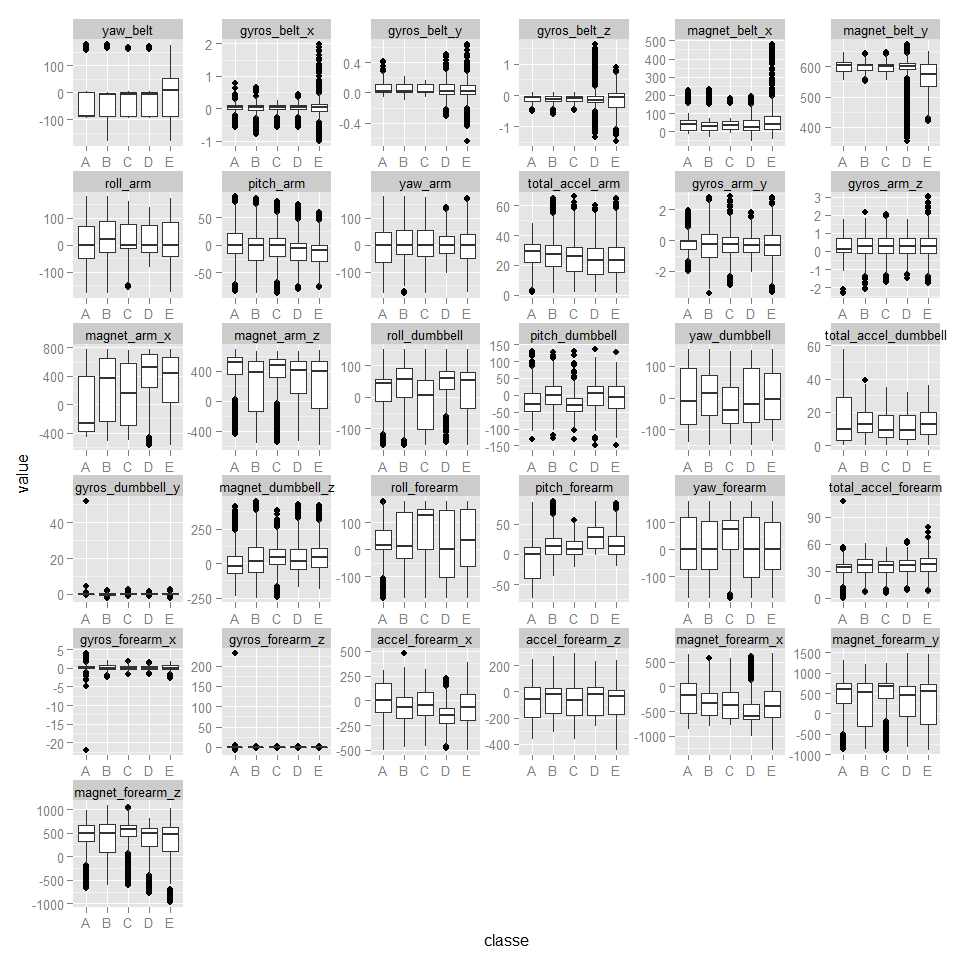 yaw_belt gyros_belt_x gyros_belt_y gyros_belt_z magnet_belt_x magnet_belt_y
100 0 -100 2 1 0 -1 0.4 0.0 -0.4 1 0 -1 500 400 300 200 100 0 600 500 400
A B C D E A B C D E A B C D E A B C D E A B C D E A B C D E
roll_arm pitch_arm yaw_arm total_accel_arm gyros_arm_y gyros_arm_z
100 0 -100 50 0 -50 100 0 -100 60 40 20 0 2 0 -2 3 2 1 0 -1 -2
A B C D E A B C D E A B C D E A B C D E A B C D E A B C D E
magnet_arm_x magnet_arm_z roll_dumbbell pitch_dumbbell yaw_dumbbell total_accel_dumbbell
800 400 0 -400 400 0 -400 100 0 -100 150 100 50 0 -50 -100 -150 100 0 -100 60 40 20 0
A B C D E A B C D E A B C D E A B C D E A B C D E A B C D E
value
gyros_dumbbell_y magnet_dumbbell_z roll_forearm pitch_forearm yaw_forearm total_accel_forearm
40 20 0 250 0 -250 100 0 -100 50 0 -50 100 0 -100 90 60 30 0
A B C D E A B C D E A B C D E A B C D E A B C D E A B C D E
gyros_forearm_x gyros_forearm_z accel_forearm_x accel_forearm_z magnet_forearm_x magnet_forearm_y
5 0 -5 -10 -15 -20 200 150 100 50 0 500 250 0 -250 -500 200 0 -200 -400 500 0 -500 -1000 1500 1000 500 0 -500 -1000
A B C D E A B C D E A B C D E A B C D E A B C D E A B C D E
magnet_forearm_z
1000 500 0 -500 -1000
A B C D E
classe